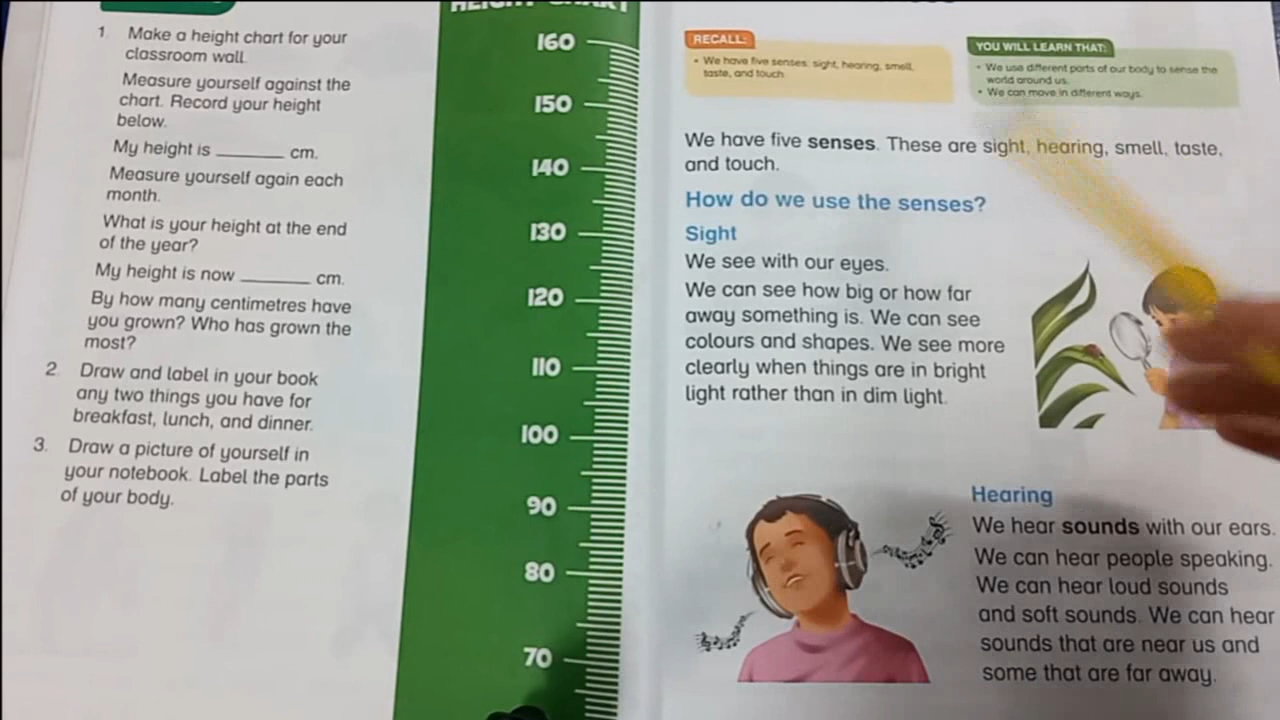 1. Make a height chart for your
classroom wall.
Measure yourself against the
chart. Record your height
below.
My height is ________ cm.
Measure yourself again each
month.
What is your height at the end
of the year?
My height is now ________ cm.
By how many centimetres have
you grown? Who has grown the
most?
2. Draw and label in your book
any two things you have for
breakfast, lunch, and dinner.
3. Draw a picture of yourself in
your notebook. Label the parts
of your body.
HEIGHT CHART
160
150
140
130
120
110
100
90
80
70
RECALL:
• We have five senses: sight, hearing, smell,
taste, and touch.
YOU WILL LEARN THAT:
• We use different parts of our body to sense the
world around us.
• We can move in different ways.
We have five senses. These are sight, hearing, smell, taste,
and touch.
How do we use the senses?
Sight
We see with our eyes.
We can see how big or how far
away something is. We can see
colours and shapes. We see more
clearly when things are in bright
light rather than in dim light.
Hearing
We hear sounds with our ears.
We can hear people speaking.
We can hear loud sounds
and soft sounds. We can hear
sounds that are near us and
some that are far away.